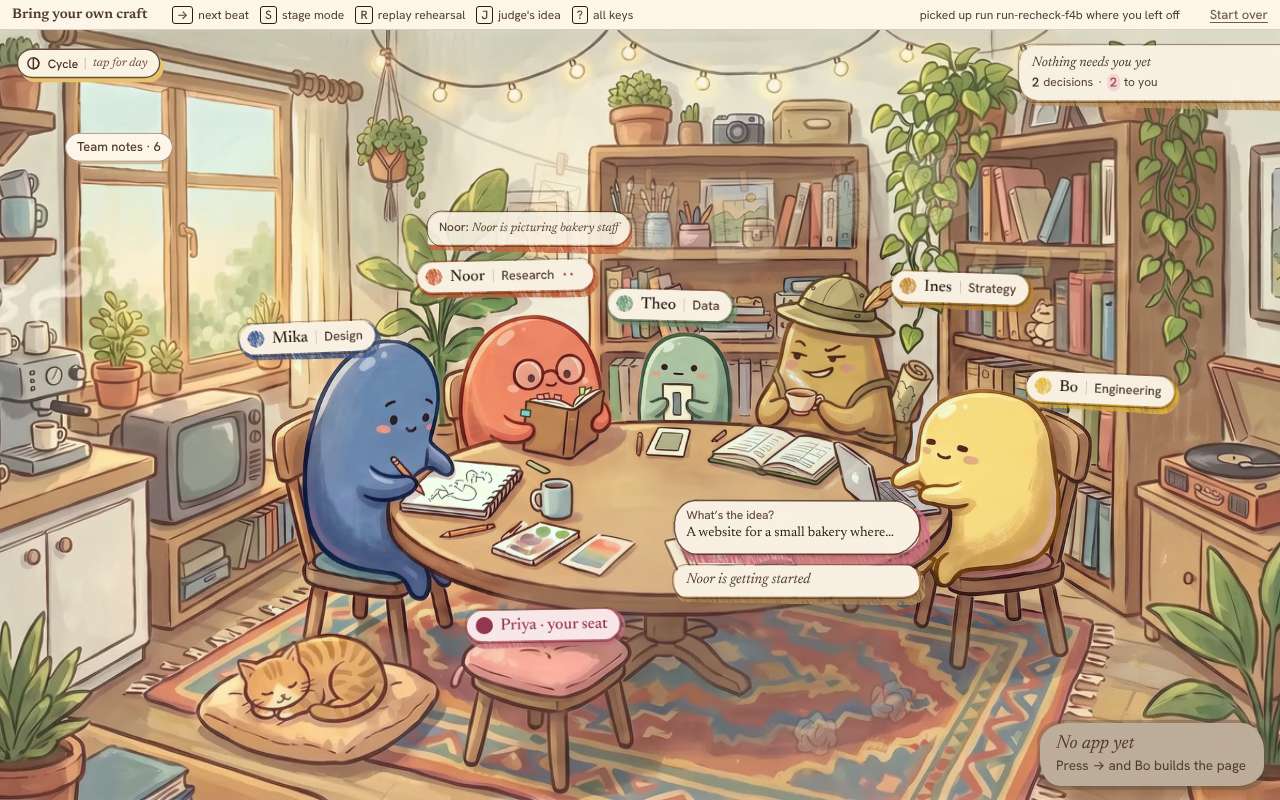 Bring your own craft
→ next beat
S stage mode
R replay rehearsal
J judge's idea
? all keys
picked up run run-recheck-f4b where you left off
Start over
Cycle | tap for day
Nothing needs you yet
2 decisions · 2 to you
Team notes · 6
Noor: Noor is picturing bakery staff
Noor | Research ··
Theo | Data
Ines | Strategy
Mika | Design
Bo | Engineering
What's the idea?
A website for a small bakery where...
Noor is getting started
Priya · your seat
No app yet
Press → and Bo builds the page